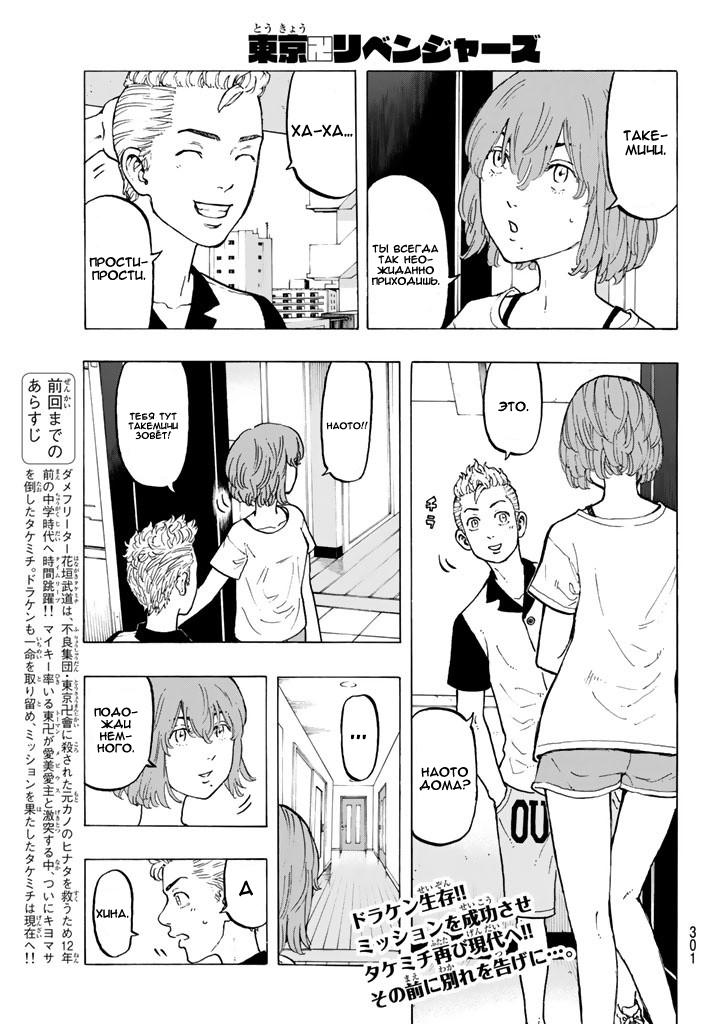 とう きょう
東京卍リベンジャーズ
ТАКЕ-
МИЧИ.
ТЫ ВСЕГДА
ТАК НЕО-
ЖИДАННО
ПРИХОДИШЬ.
ХА-ХА...
ПРОСТИ-
ПРОСТИ.
ЭТО.
チラ
НАОТО
ДОМА?
OU
НАОТО!!
ТЕБЯ ТУТ
ТАКЕМИЧИ
ЗОВЁТ!
...
ПОДО-
ЖДИ
НЕМ-
НОГО.
А
ХИНА.
ドラケン生存!!
ミッションを成功させ
タケミチ再び現代へ!!
その前に別れを告げに…。
前回までの
あらすじ
ダメフリーター花垣武道は、不良集団・東京卍會に殺された元カノのヒナタを救うため12年
前の中学時代へ時間跳躍!! マイキー率いる東卍が愛美愛主と激突する中、ついにキヨマサ
を倒したタケミチ。ドラケンも一命を取り留め、ミッションを果たしたタケミチは現在へ!!
301